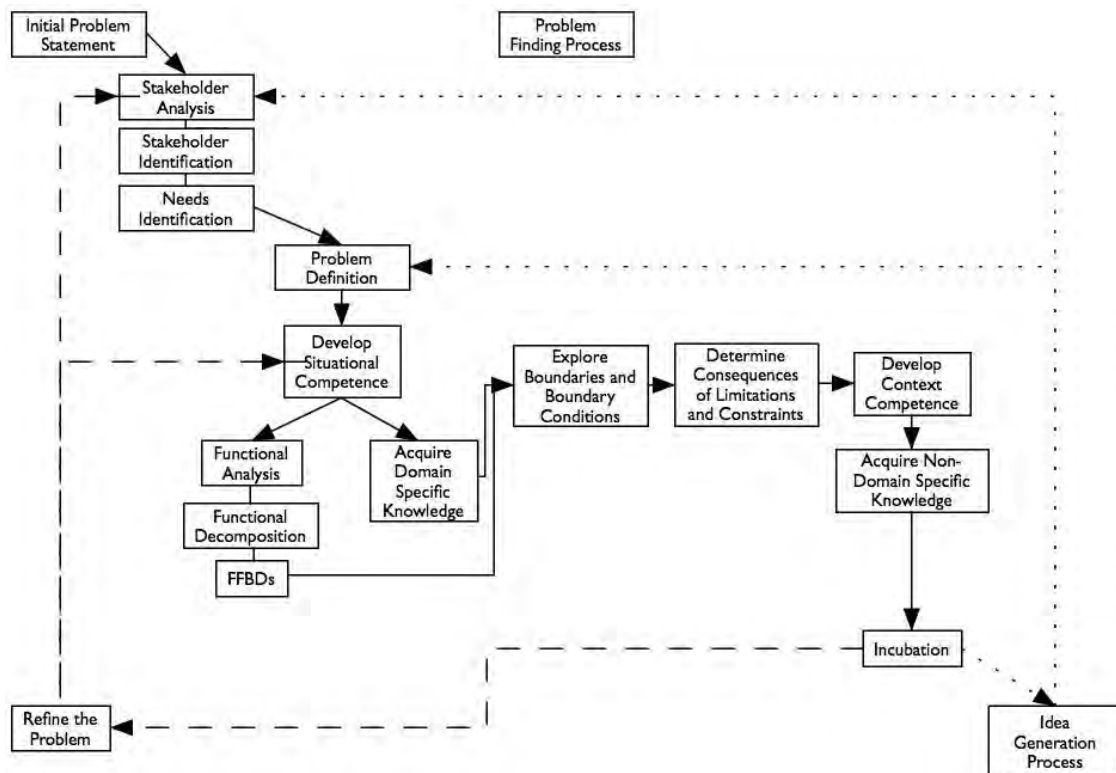 Initial Problem
Statement
Problem
Finding Process
Stakeholder
Analysis
Stakeholder
Identification
Needs
Identification
Problem
Definition
Develop
Situational
Competence
Explore
Boundaries and
Boundary
Conditions
Determine
Consequences
of Limitations
and Constraints
Develop
Context
Competence
Functional
Analysis
Acquire
Domain
Specific
Knowledge
Acquire Non-
Domain Specific
Knowledge
Functional
Decomposition
FFBDs
Incubation
Refine the
Problem
Idea
Generation
Process